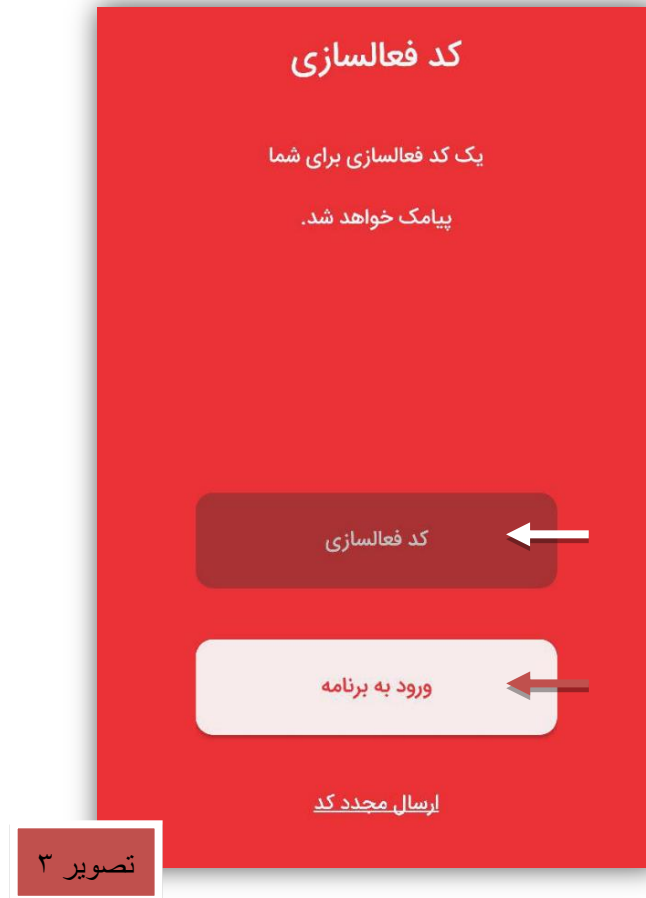 کد فعالسازی
یک کد فعالسازی برای شما
پیامک خواهد شد.
کد فعالسازی
ورود به برنامه
ارسال مجدد کد
تصویر ۳